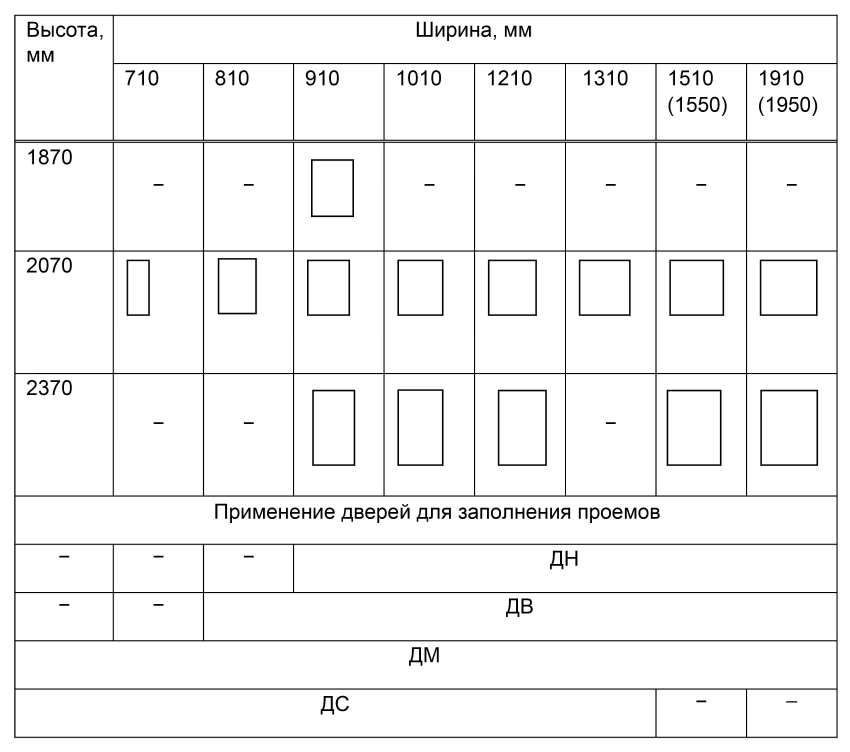 Высота, мм
Ширина, мм
710 810 910 1010 1210 1310 1510 (1550) 1910 (1950)
1870 – – – – – – –
2070
2370 – – –
Применение дверей для заполнения проемов
– – – ДН
– – ДВ
ДМ
ДС – –